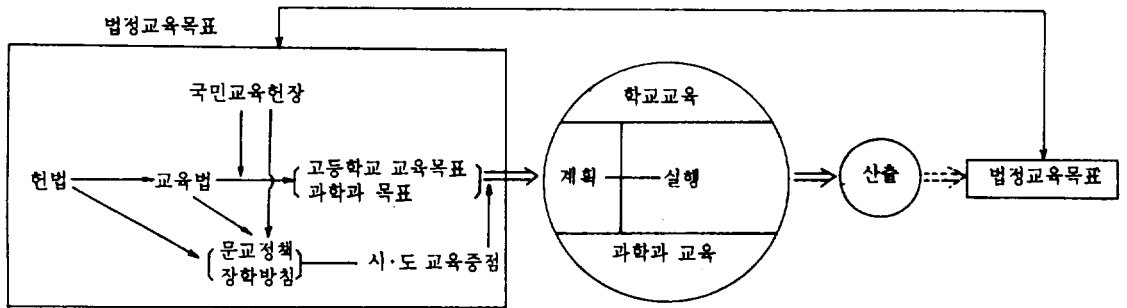 법정교육목표
국민교육헌장
학교교육
헌법
교육법
고등학교 교육목표
과학과 목표
계획
실행
산출
법정교육목표
문교정책
장학방침
시·도 교육중점
과학과 교육